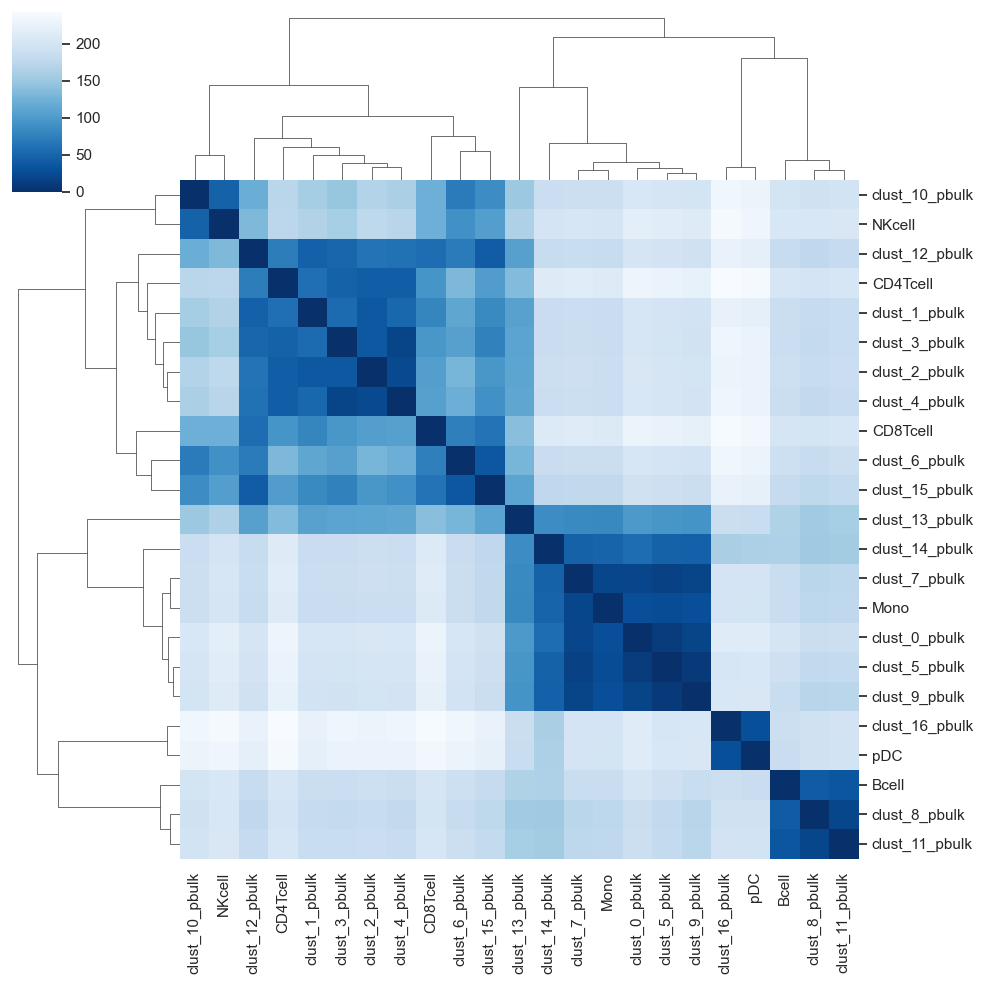 200
150
100
50
0
clust_10_pbulk
NKcell
clust_12_pbulk
CD4Tcell
clust_1_pbulk
clust_3_pbulk
clust_2_pbulk
clust_4_pbulk
CD8Tcell
clust_6_pbulk
clust_15_pbulk
clust_13_pbulk
clust_14_pbulk
clust_7_pbulk
Mono
clust_0_pbulk
clust_5_pbulk
clust_9_pbulk
clust_16_pbulk
pDC
Bcell
clust_8_pbulk
clust_11_pbulk
clust_10_pbulk
NKcell
clust_12_pbulk
CD4Tcell
clust_1_pbulk
clust_3_pbulk
clust_2_pbulk
clust_4_pbulk
CD8Tcell
clust_6_pbulk
clust_15_pbulk
clust_13_pbulk
clust_14_pbulk
clust_7_pbulk
Mono
clust_0_pbulk
clust_5_pbulk
clust_9_pbulk
clust_16_pbulk
pDC
Bcell
clust_8_pbulk
clust_11_pbulk